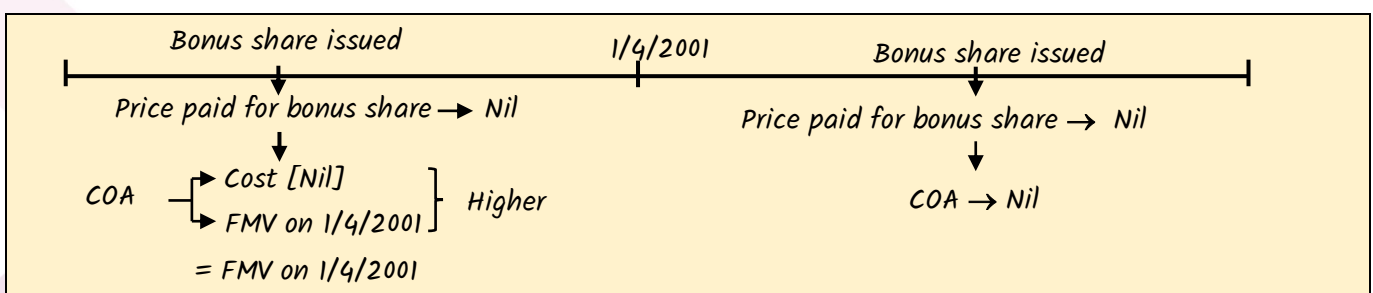 Bonus share issued
1/4/2001
Bonus share issued
Price paid for bonus share → Nil
Price paid for bonus share → Nil
COA
Cost [Nil]
FMV on 1/4/2001
Higher
= FMV on 1/4/2001
COA → Nil